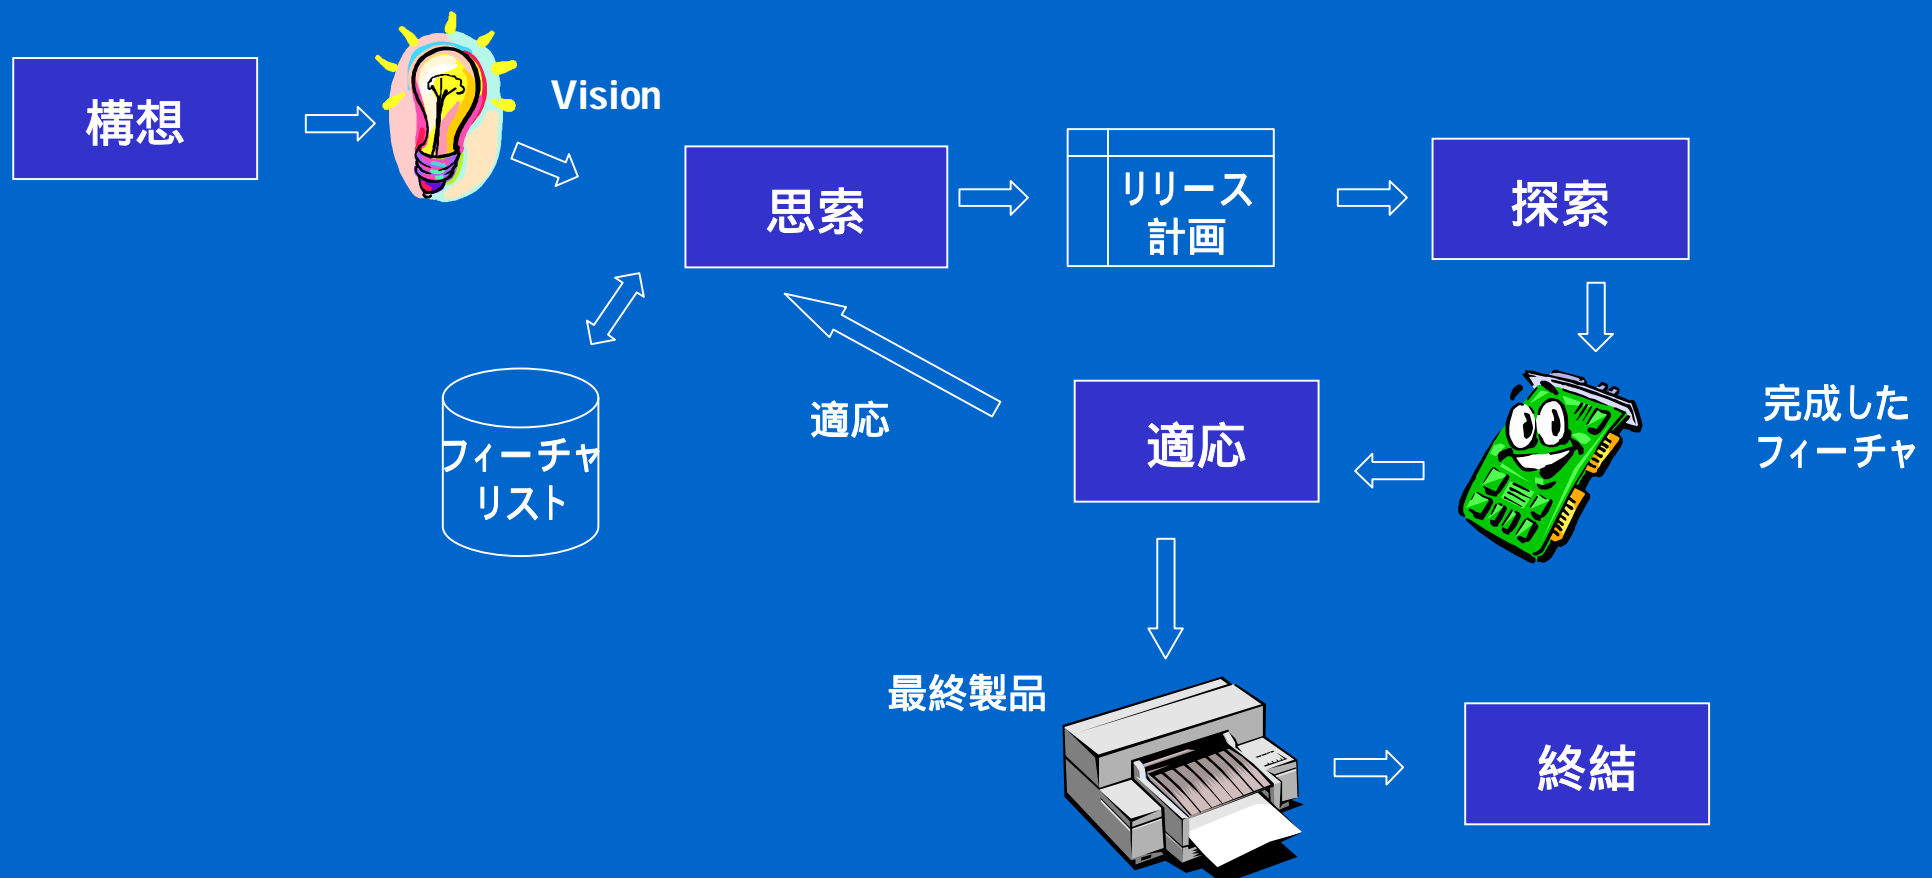 構想
Vision
思索
リリース
計画
探索
フィーチャ
リスト
適応
適応
完成した
フィーチャ
最終製品
終結